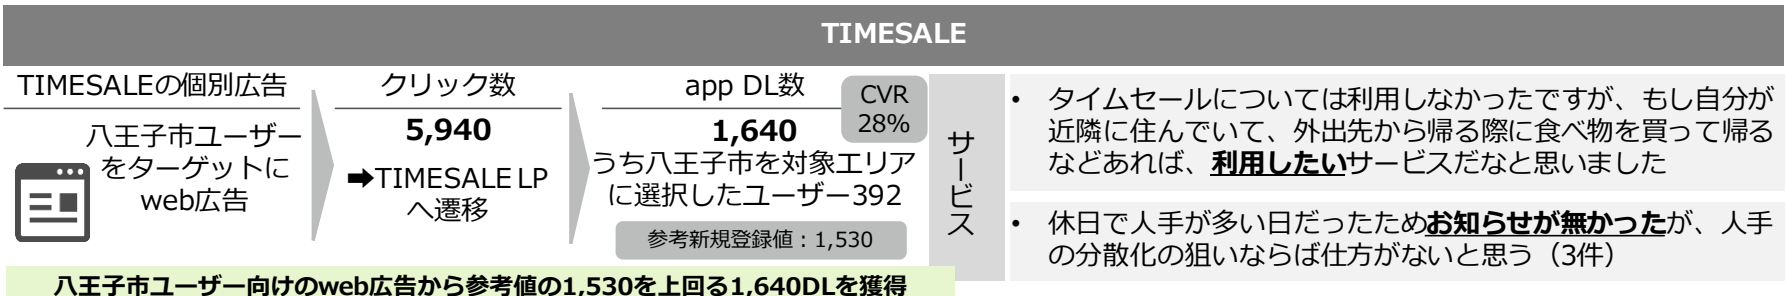 TIMESALE
TIMESALEの個別広告
八王子市ユーザー
をターゲットに
web広告
クリック数
5,940
➡TIMESALE LP
へ遷移
app DL数
CVR
28%
1,640
うち八王子市を対象エリア
に選択したユーザー392
参考新規登録値：1,530
八王子市ユーザー向けのweb広告から参考値の1,530を上回る1,640DLを獲得
サービス
• タイムセールについては利用しなかったですが、もし自分が
近隣に住んでいて、外出先から帰る際に食べ物を買って帰る
などあれば、利用したいサービスだなと思いました
• 休日で人手が多い日だったためお知らせが無かったが、人手
の分散化の狙いならば仕方がないと思う（3件）